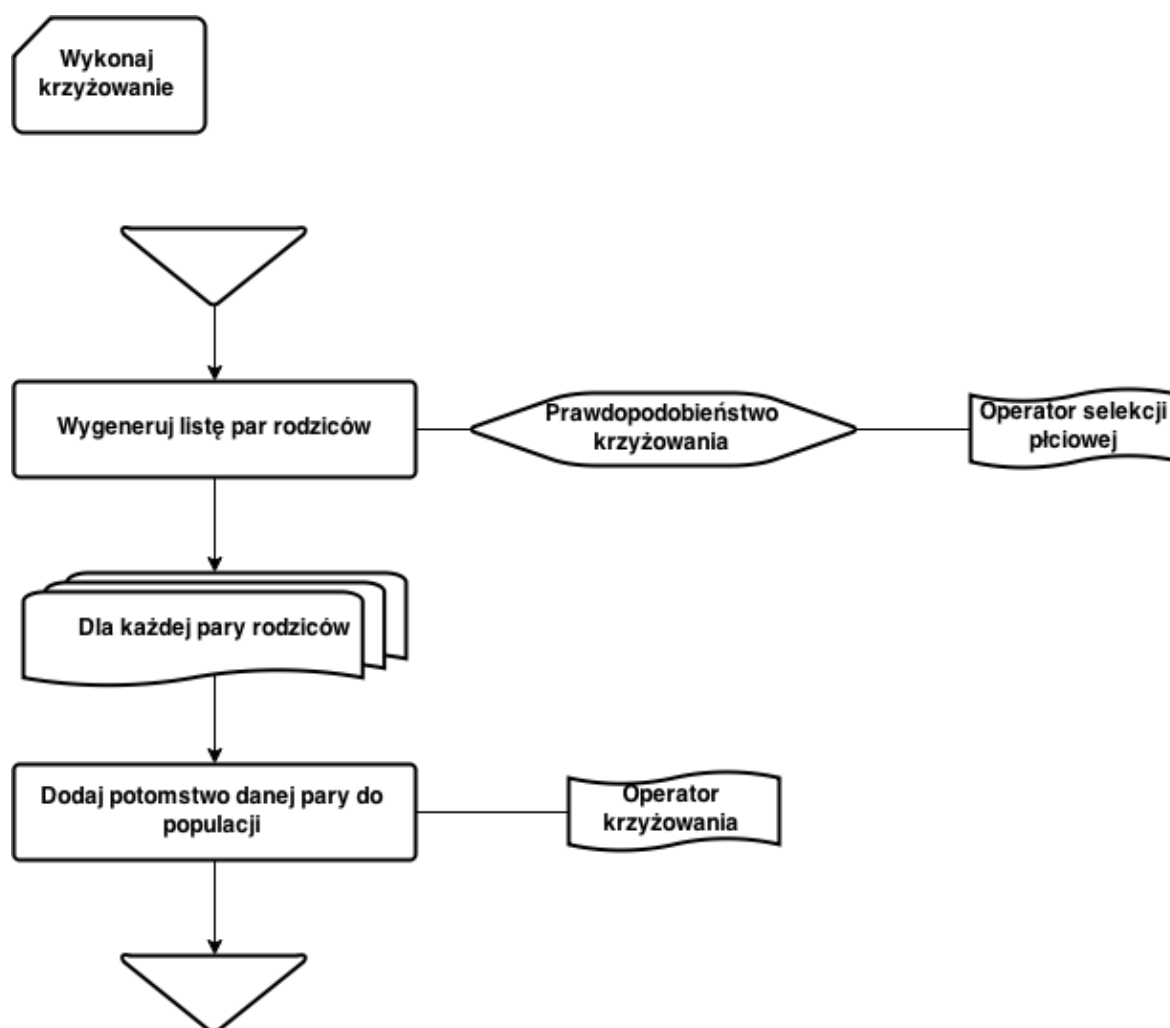 Wykonaj
krzyżowanie
Wygeneruj listę par rodziców
Prawdopodobieństwo
krzyżowania
Operator selekcji
płciowej
Dla każdej pary rodziców
Dodaj potomstwo danej pary do
populacji
Operator
krzyżowania